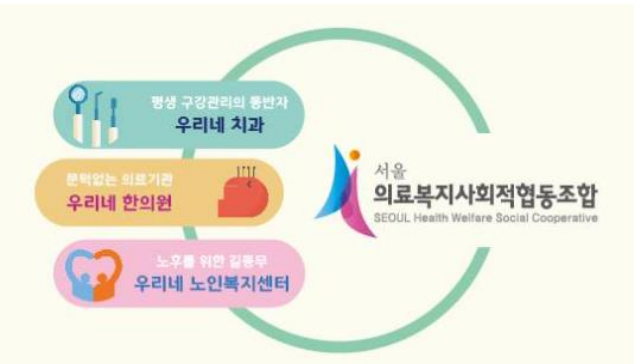 평생 구강관리의 동반자
우리네 치과
문턱없는 의료기관
우리네 한의원
노후를 위한 길동무
우리네 노인복지센터
서울
의료복지사회적협동조합
SEOUL Health Welfare Social Cooperative